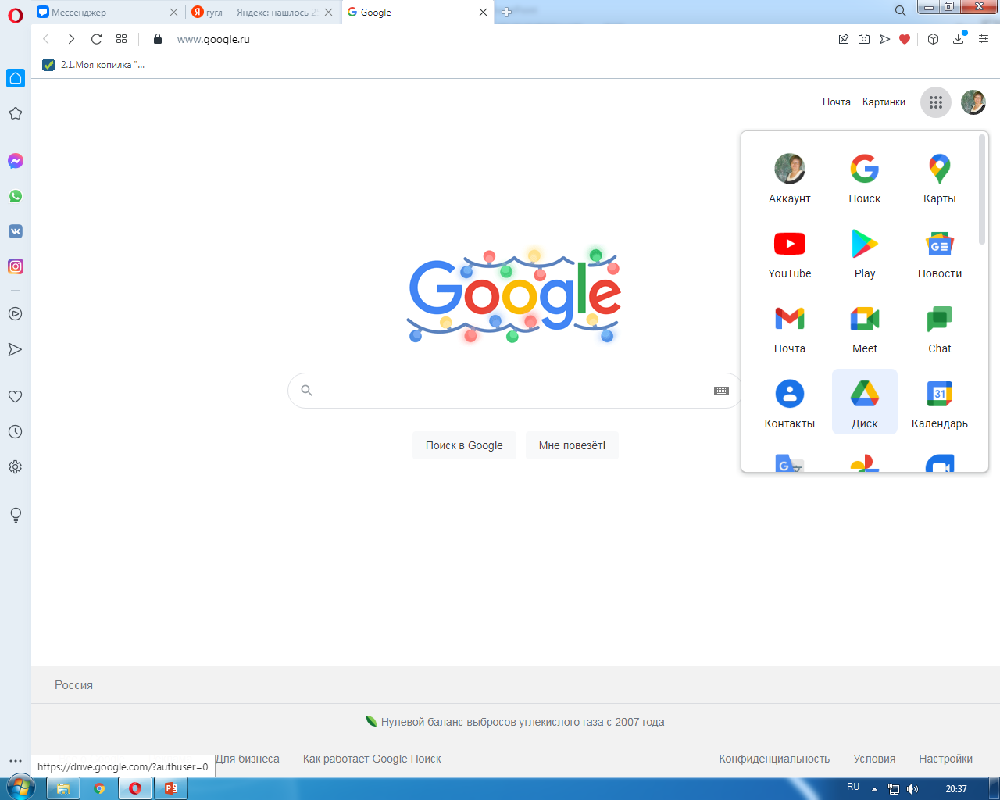 Мессенджер
гугл — Яндекс: нашлось 2
Google
www.google.ru
2.1.Моя копилка "...
Почта Картинки
Аккаунт Поиск Карты
YouTube Play Новости
Почта Meet Chat
Контакты Диск Календарь
31
Google
Поиск в Google Мне повезёт!
Россия
Нулевой баланс выбросов углекислого газа с 2007 года
Для бизнеса Как работает Google Поиск Конфиденциальность Условия Настройки
https://drive.google.com/?authuser=0
RU 20:37